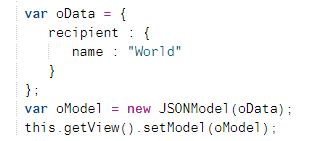 var oData = {
   recipient : {
      name : "World"
   }
};
var oModel = new JSONModel(oData);
this.getView().setModel(oModel);